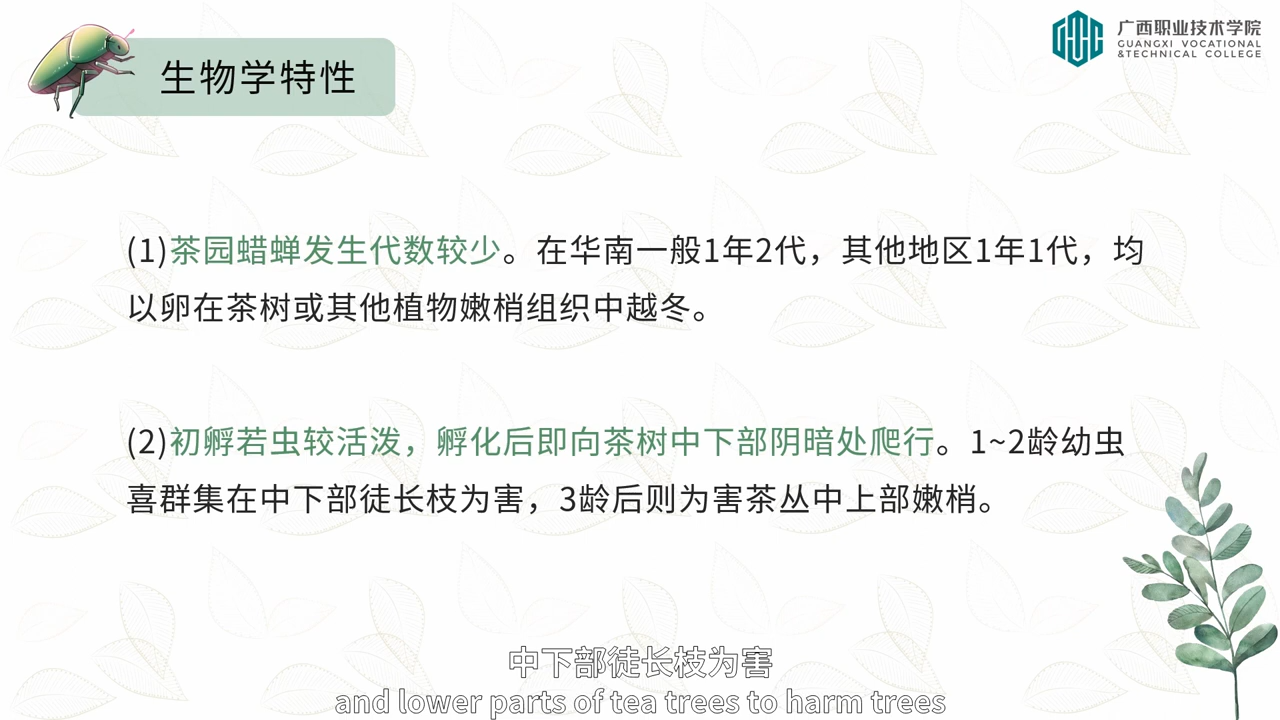 生物学特性
广西职业技术学院
GUANGXI VOCATIONAL
&TECHNICAL COLLEGE
(1)茶园蜡蝉发生代数较少。在华南一般1年2代，其他地区1年1代，均
以卵在茶树或其他植物嫩梢组织中越冬。
(2)初孵若虫较活泼，孵化后即向茶树中下部阴暗处爬行。1~2龄幼虫
喜群集在中下部徒长枝为害，3龄后则为害茶丛中上部嫩梢。
中下部徒长枝为害
and lower parts of tea trees to harm trees